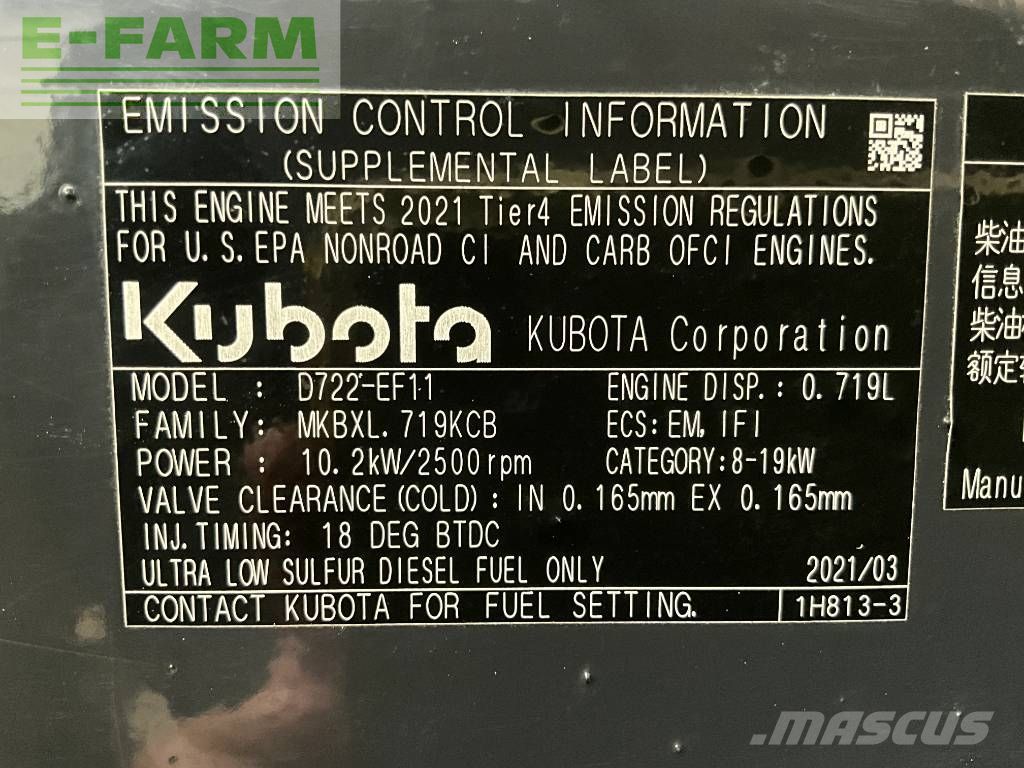 E-FARM
EMISSION CONTROL INFORMATION
(SUPPLEMENTAL LABEL)
THIS ENGINE MEETS 2021 Tier4 EMISSION REGULATIONS
FOR U.S.EPA NONROAD CI AND CARB OFCI ENGINES.
Kubota KUBOTA Corporation
MODEL : D722-EF11 ENGINE DISP.: 0.719L
FAMILY: MKBXL.719KCB ECS: EM, IFI
POWER : 10.2kW/2500rpm CATEGORY: 8-19kW
VALVE CLEARANCE(COLD): IN 0.165mm EX 0.165mm
INJ.TIMING: 18 DEG BTDC
ULTRA LOW SULFUR DIESEL FUEL ONLY 2021/03
CONTACT KUBOTA FOR FUEL SETTING. 1H813-3
柴油
信息
柴油
额定
Manu
MASCUS